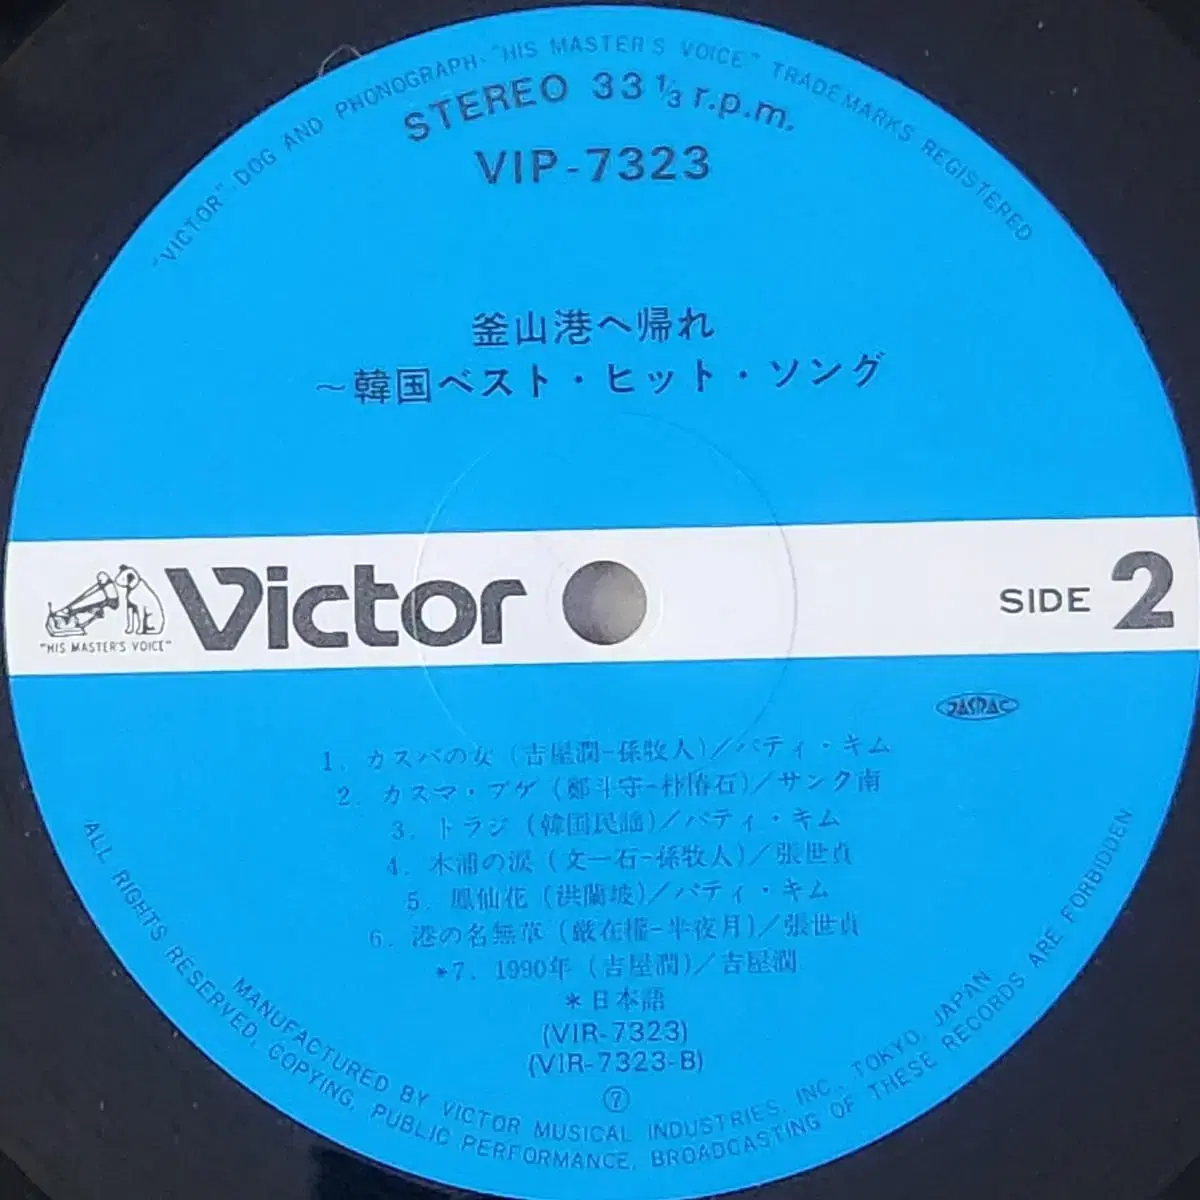 "VICTOR", DOG AND PHONOGRAPH, "HIS MASTER'S VOICE" TRADEMARKS REGISTERED
STEREO 33 1/3 r.p.m.
VIP-7323
釜山港へ帰れ
～韓国ベスト・ヒット・ソング
"HIS MASTER'S VOICE"
Victor
SIDE 2
JASRAC
1. カスバの女 (吉屋潤-孫牧人)／パティ・キム
2. カスマ・プゲ (鄭斗守-朴椿石)／サンク南
3. トラジ (韓国民謡)／パティ・キム
4. 木浦の涙 (文一石-孫牧人)／張世貞
5. 鳳仙花 (洪蘭坡)／パティ・キム
6. 港の名無草 (厳在權-半夜月)／張世貞
*7. 1990年 (吉屋潤)／吉屋潤
*日本語
(VIR-7323)
(VIR-7323-B)
⑦
MANUFACTURED BY VICTOR MUSICAL INDUSTRIES, INC., TOKYO, JAPAN
ALL RIGHTS RESERVED, COPYING, PUBLIC PERFORMANCE, BROADCASTING OF THESE RECORDS ARE FORBIDDEN